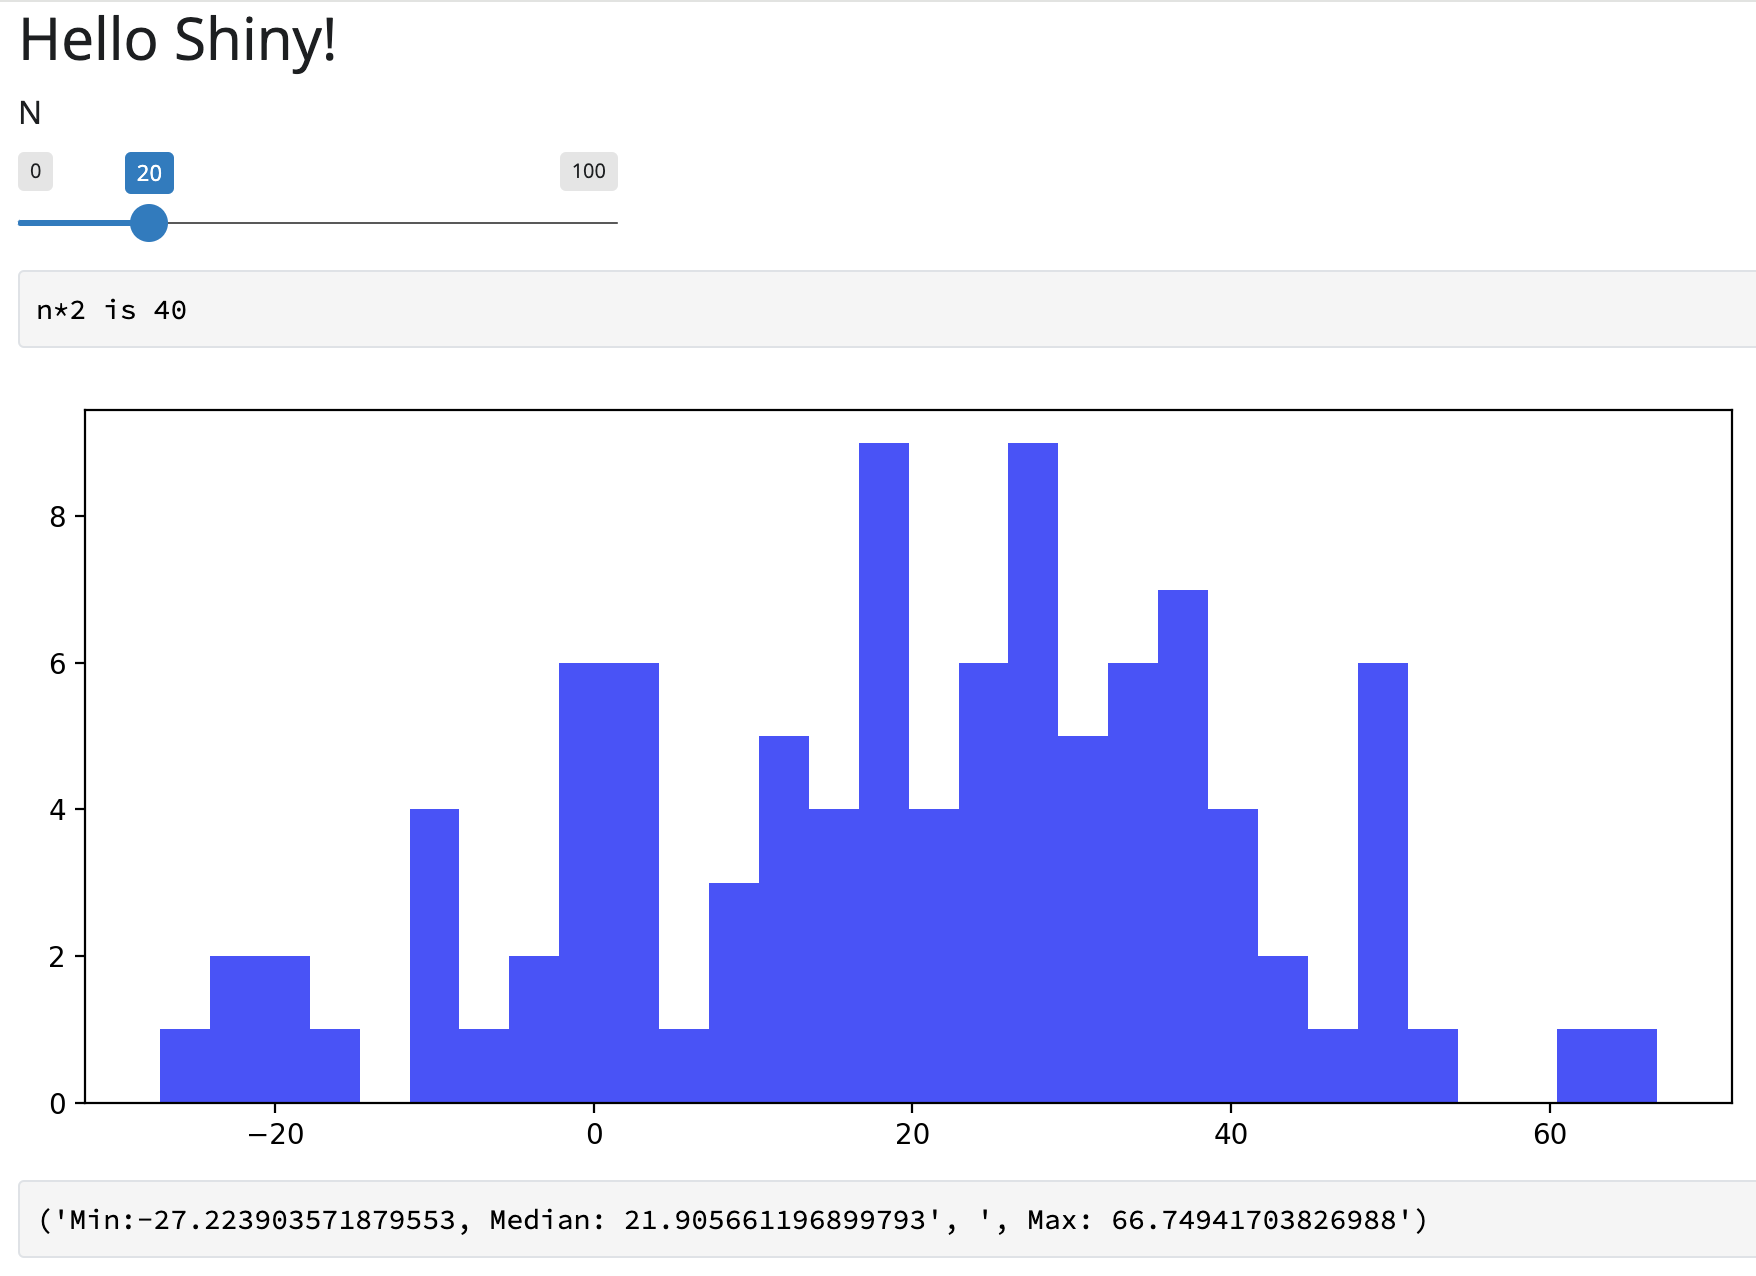 Hello Shiny!
N
0 20 100
n*2 is 40
8
6
4
2
0
−20 0 20 40 60
('Min:-27.223903571879553, Median: 21.905661196899793', ', Max: 66.74941703826988')